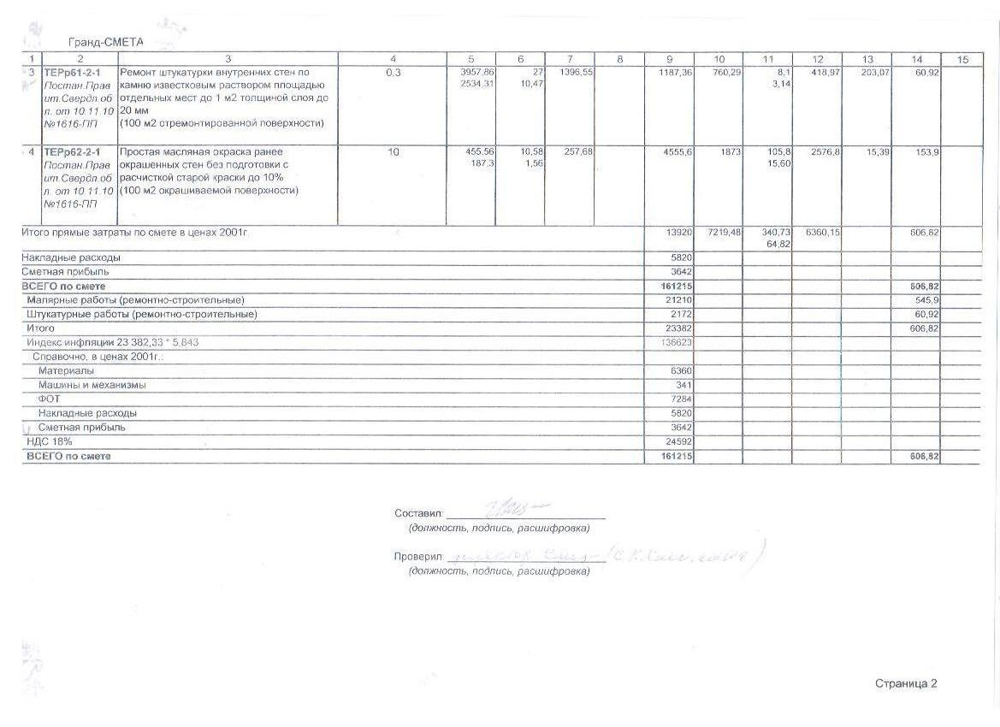 Гранд-СМЕТА
1 2 3 4 5 6 7 8 9 10 11 12 13 14 15
3 ТЕРр61-2-1 Ремонт штукатурки внутренних стен по 0,3 3957,86 27 1396,55 1187,36 760,29 8,1 418,97 203,07 60,92
Постан.Прав камню известковым раствором площадью 2534,31 10,47 3,14
ит.Свердл.об отдельных мест до 1 м2 толщиной слоя до
л. от 10.11.10 20 мм
№1616-ПП (100 м2 отремонтированной поверхности)
4 ТЕРр62-2-1 Простая масляная окраска ранее 10 455,56 10,58 257,68 4555,6 1873 105,8 2576,8 15,39 153,9
Постан.Прав окрашенных стен без подготовки с 187,3 1,56 15,60
ит.Свердл.об расчисткой старой краски до 10%
л. от 10.11.10 (100 м2 окрашиваемой поверхности)
№1616-ПП
Итого прямые затраты по смете в ценах 2001г. 13920 7219,48 340,73 6360,15 606,82
64,82
Накладные расходы 5820
Сметная прибыль 3642
ВСЕГО по смете 161215 606,82
Малярные работы (ремонтно-строительные) 21210 545,9
Штукатурные работы (ремонтно-строительные) 2172 60,92
Итого 23382 606,82
Индекс инфляции 23 382,33 * 5,843 136623
Справочно, в ценах 2001г.:
Материалы 6360
Машины и механизмы 341
ФОТ 7284
Накладные расходы 5820
Сметная прибыль 3642
НДС 18% 24592
ВСЕГО по смете 161215 606,82
Составил:
(должность, подпись, расшифровка)
Проверил:
(должность, подпись, расшифровка)
Страница 2